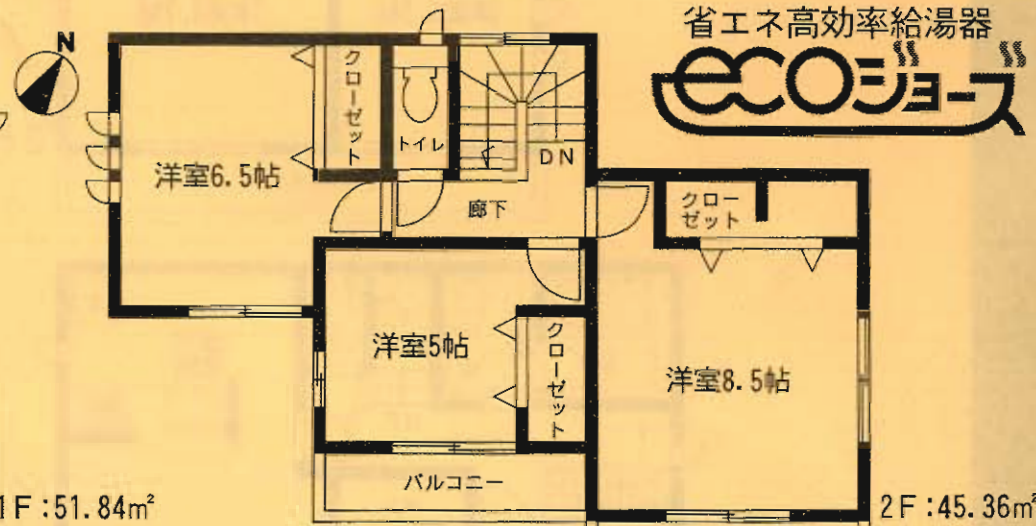 省エネ高効率給湯器
ecoジョーズ
N
クローゼット
トイレ
DN
洋室6.5帖
廊下
クロー
ゼット
洋室5帖
クローゼット
洋室8.5帖
バルコニー
1F:51.84㎡
2F:45.36㎡